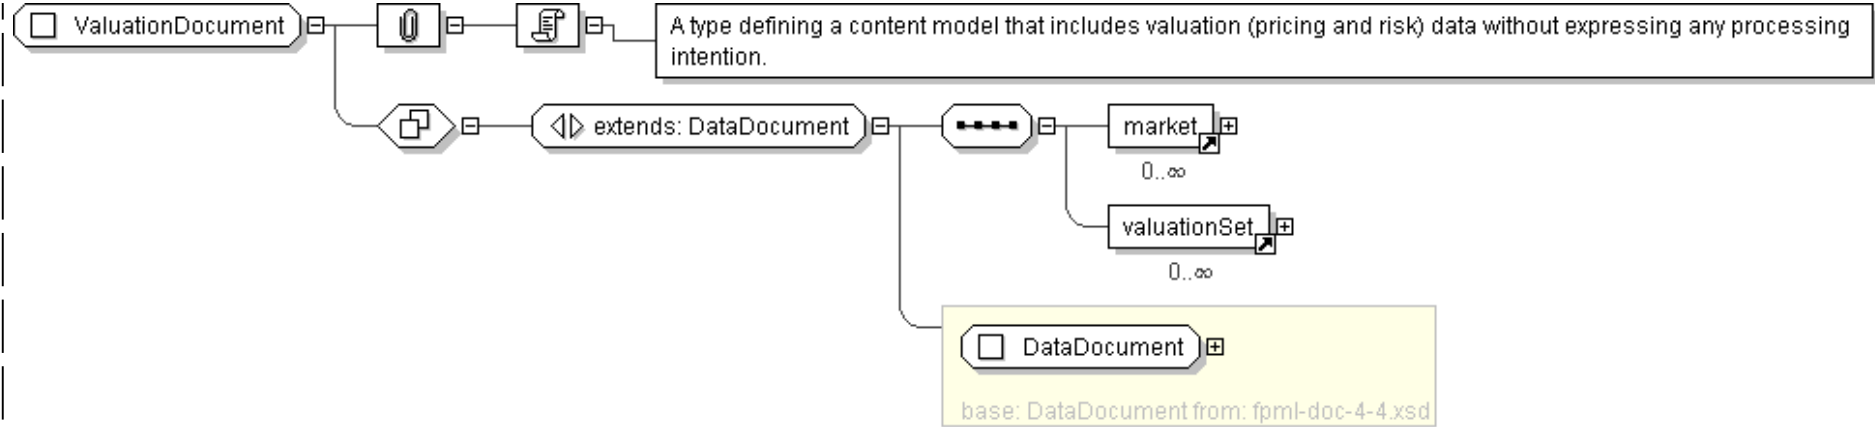 ValuationDocument
A type defining a content model that includes valuation (pricing and risk) data without expressing any processing
intention.
extends: DataDocument
market
0..∞
valuationSet
0..∞
DataDocument
base: DataDocument from: fpml-doc-4-4.xsd